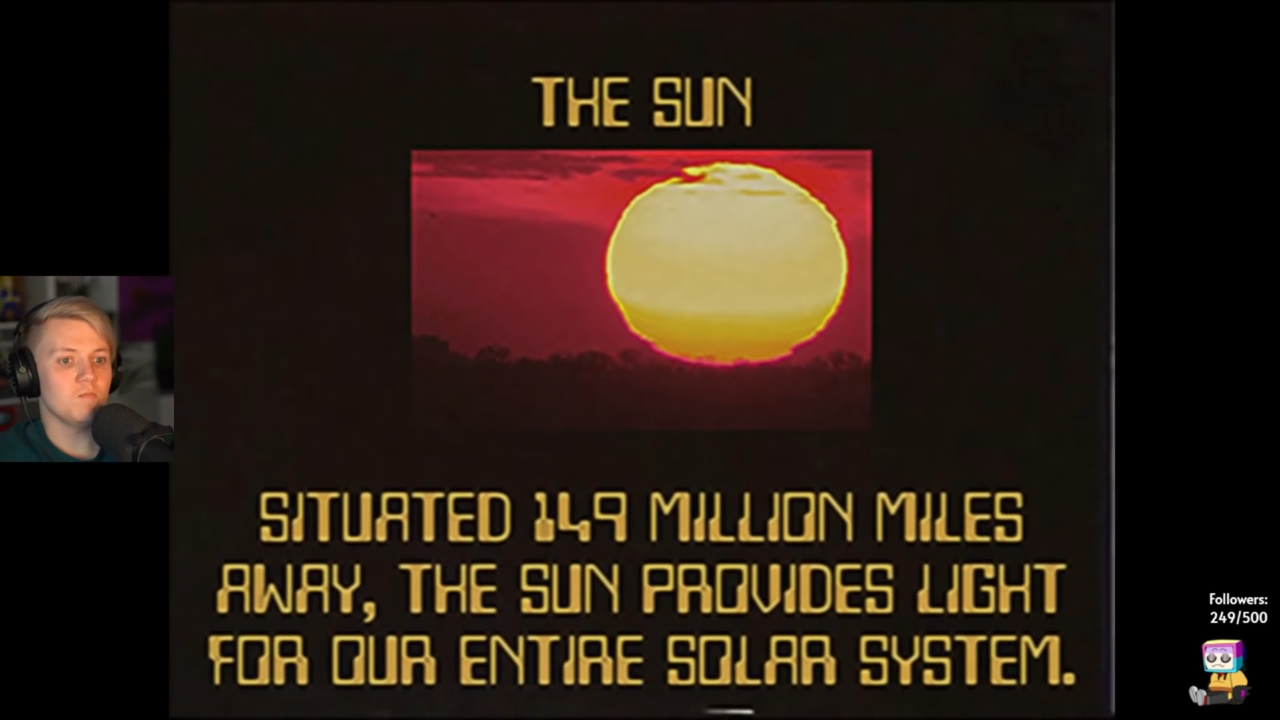 THE SUN
SITUATED 149 MILLION MILES
AWAY, THE SUN PROVIDES LIGHT
FOR OUR ENTIRE SOLAR SYSTEM.
Followers:
249/500